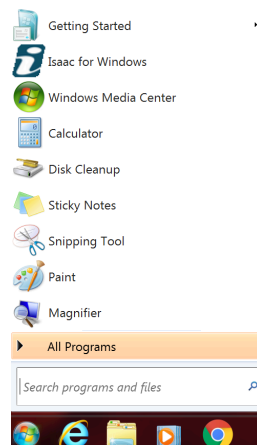 Getting Started
Isaac for Windows
Windows Media Center
Calculator
Disk Cleanup
Sticky Notes
Snipping Tool
Paint
Magnifier
All Programs
Search programs and files